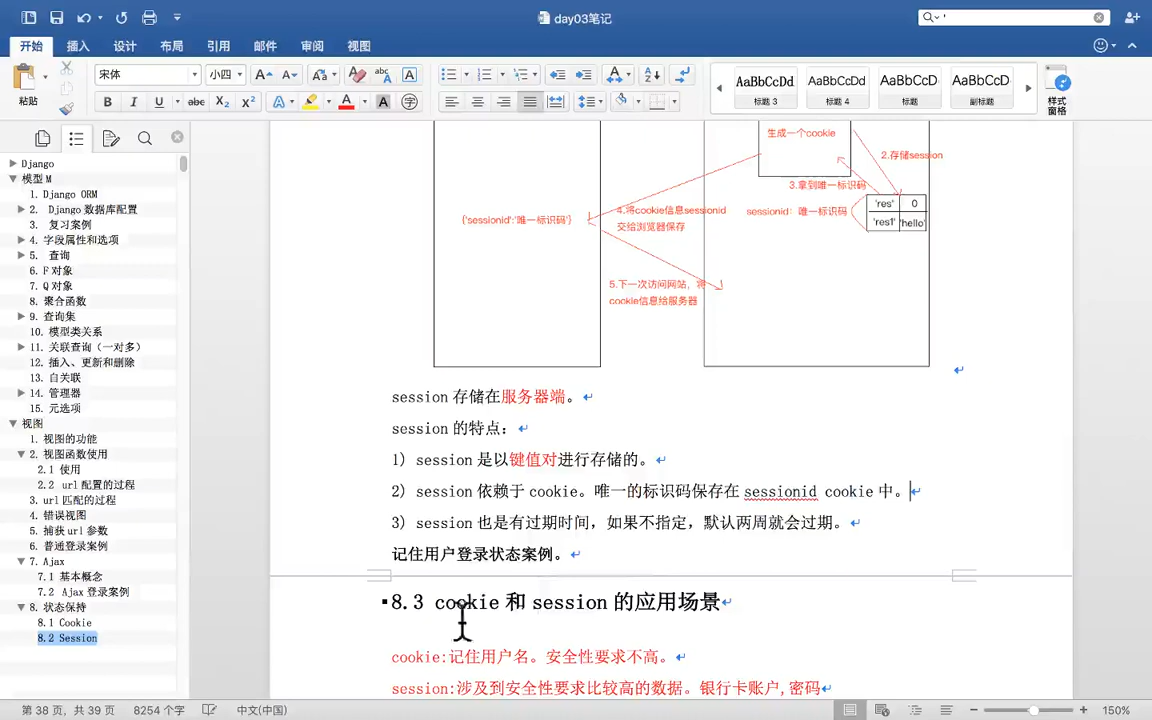 day03笔记
开始 插入 设计 布局 引用 邮件 审阅 视图
粘贴
宋体 小四
AaBbCcDd AaBbCcDc AaBbCcD AaBbCcD
标题 3 标题 4 标题 副标题
样式
窗格
Django
模型 M
1. Django ORM
2. Django 数据库配置
3. 复习案例
4. 字段属性和选项
5. 查询
6. F 对象
7. Q 对象
8. 聚合函数
9. 查询集
10. 模型类关系
11. 关联查询（一对多）
12. 插入、更新和删除
13. 自关联
14. 管理器
15. 元选项
视图
1. 视图的功能
2. 视图函数使用
2.1 使用
2.2 url 配置的过程
3. url 匹配的过程
4. 错误视图
5. 捕获 url 参数
6. 普通登录案例
7. Ajax
7.1 基本概念
7.2 Ajax 登录案例
8. 状态保持
8.1 Cookie
8.2 Session
生成一个cookie
2.存储session
3.拿到唯一标识码
'res' 0
'res1' 'hello'
sessionid：唯一标识码
{'sessionid':'唯一标识码'}
4.将cookie信息sessionid
交给浏览器保存
5.下一次访问网站，将
cookie信息给服务器
session 存储在服务器端。
session 的特点：
1）session 是以键值对进行存储的。
2）session 依赖于 cookie。唯一的标识码保存在 sessionid cookie 中。
3）session 也是有过期时间，如果不指定，默认两周就会过期。
记住用户登录状态案例。
8.3 cookie 和 session 的应用场景
cookie:记住用户名。安全性要求不高。
session:涉及到安全性要求比较高的数据。银行卡账户,密码
第 38 页，共 39 页 8254 个字 中文(中国) 150%